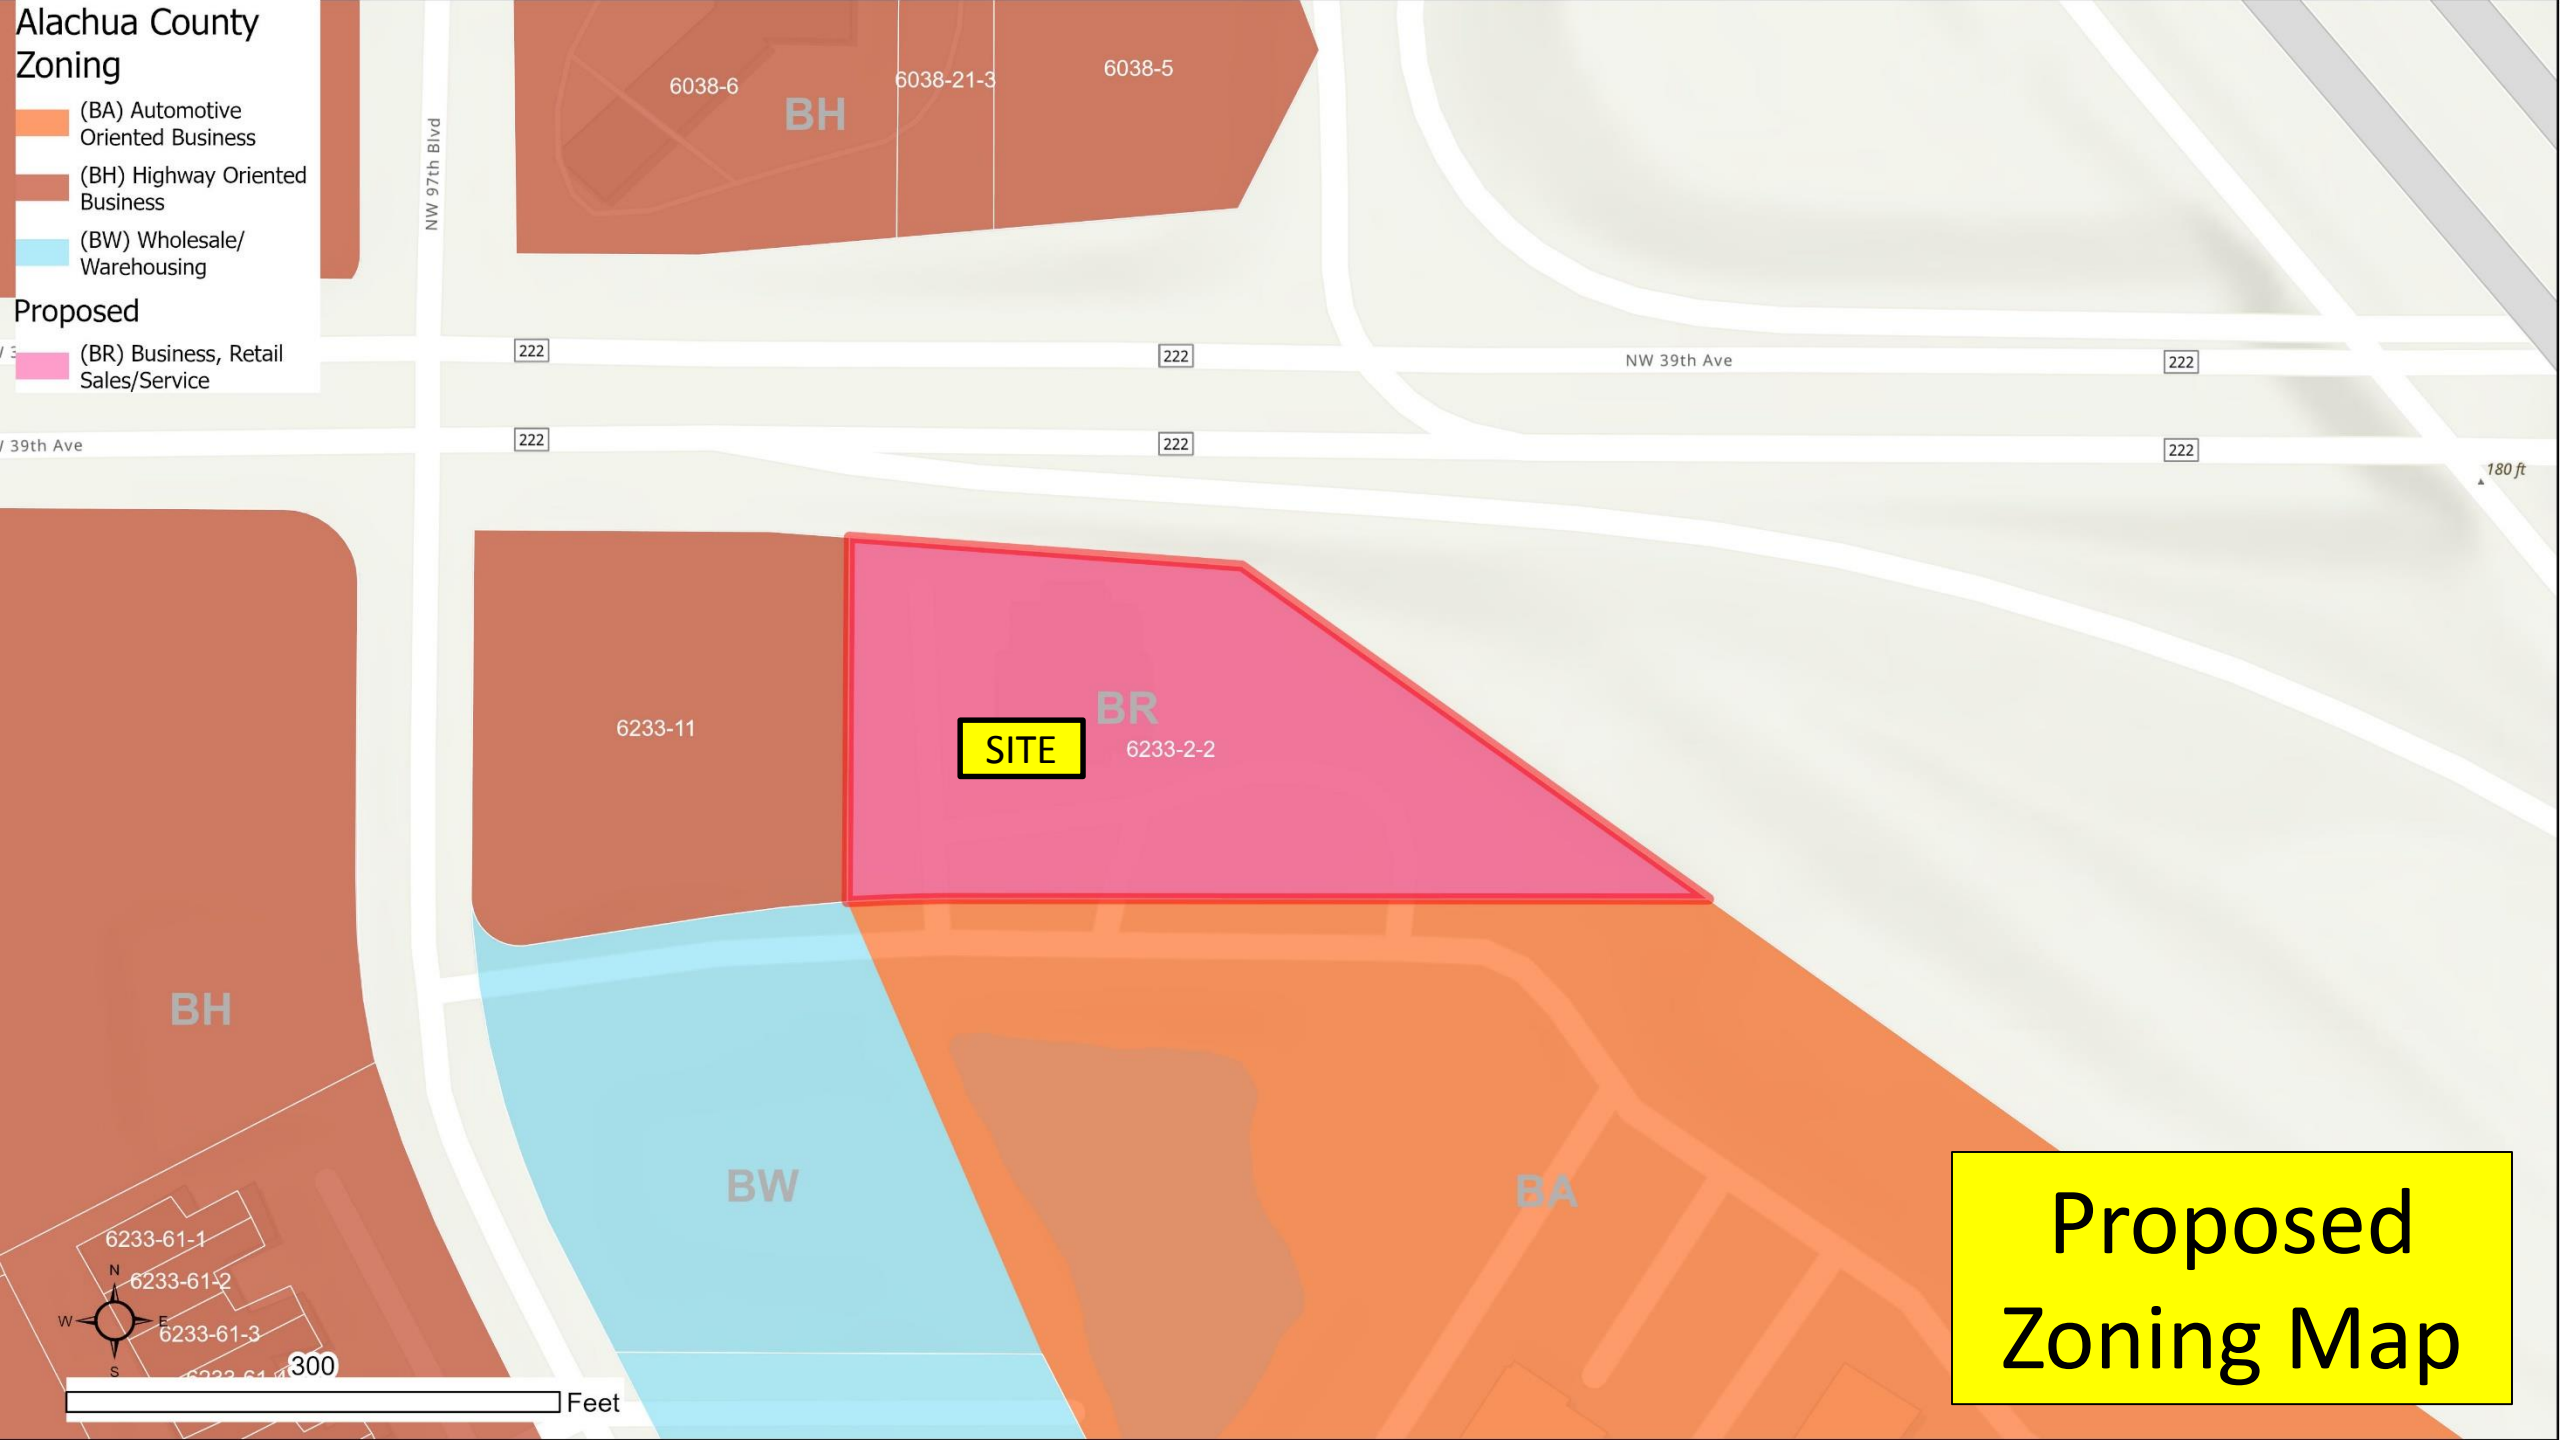 Alachua County
Zoning
(BA) Automotive
Oriented Business
(BH) Highway Oriented
Business
(BW) Wholesale/
Warehousing
Proposed
(BR) Business, Retail
Sales/Service
6038-6
6038-21-3
6038-5
BH
NW 97th Blvd
222
222
NW 39th Ave
222
39th Ave
222
222
222
180 ft
6233-11
BR
SITE
6233-2-2
BH
BW
BA
6233-61-1
6233-61-2
6233-61-3
N
W
E
S
300
Feet
Proposed
Zoning Map